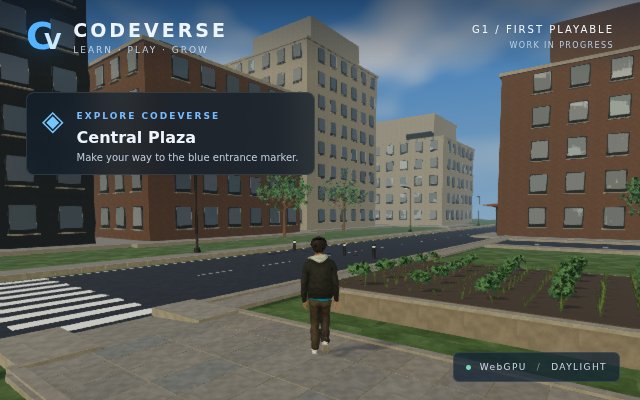 Cv CODEVERSE
LEARN · PLAY · GROW
G1 / FIRST PLAYABLE
WORK IN PROGRESS
EXPLORE CODEVERSE
Central Plaza
Make your way to the blue entrance marker.
WebGPU / DAYLIGHT